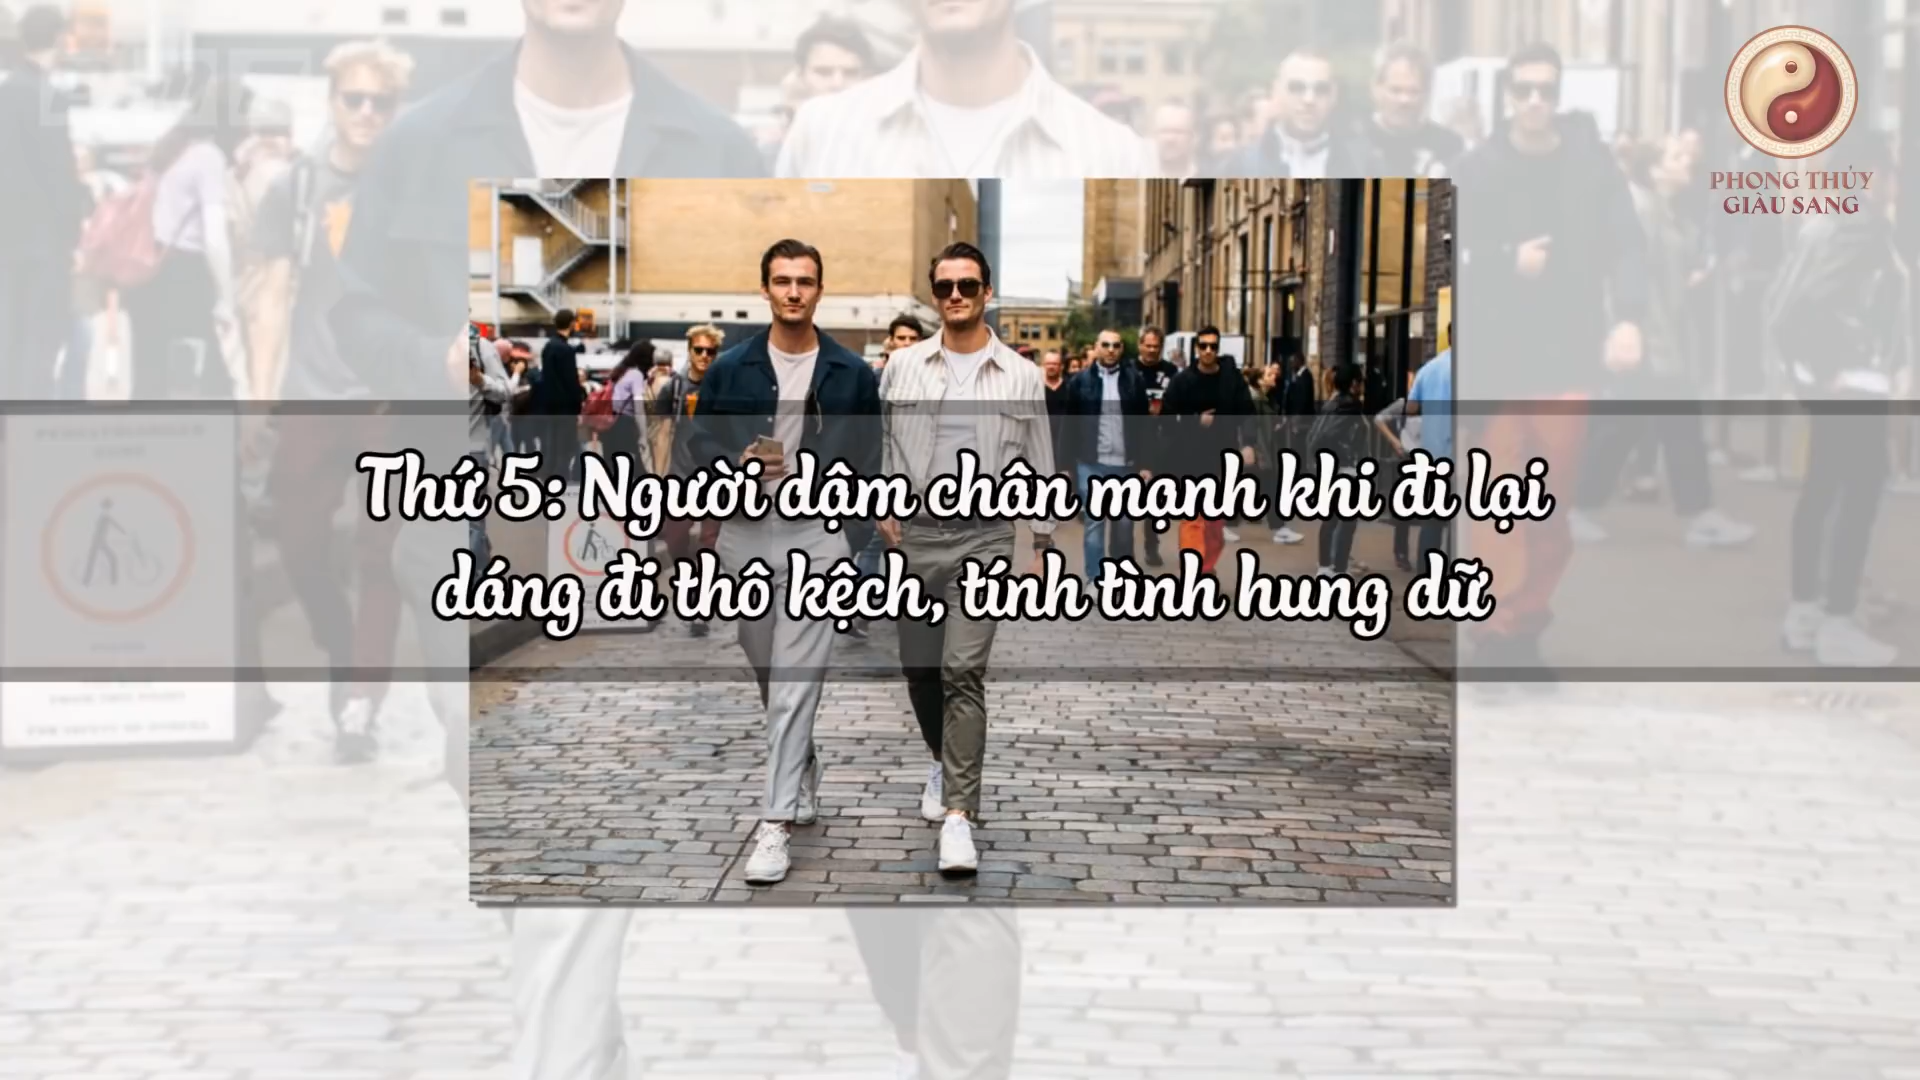 PHONG THỦY
GIÀU SANG
Thứ 5: Người dậm chân mạnh khi đi lại
dáng đi thô kệch, tính tình hung dữ